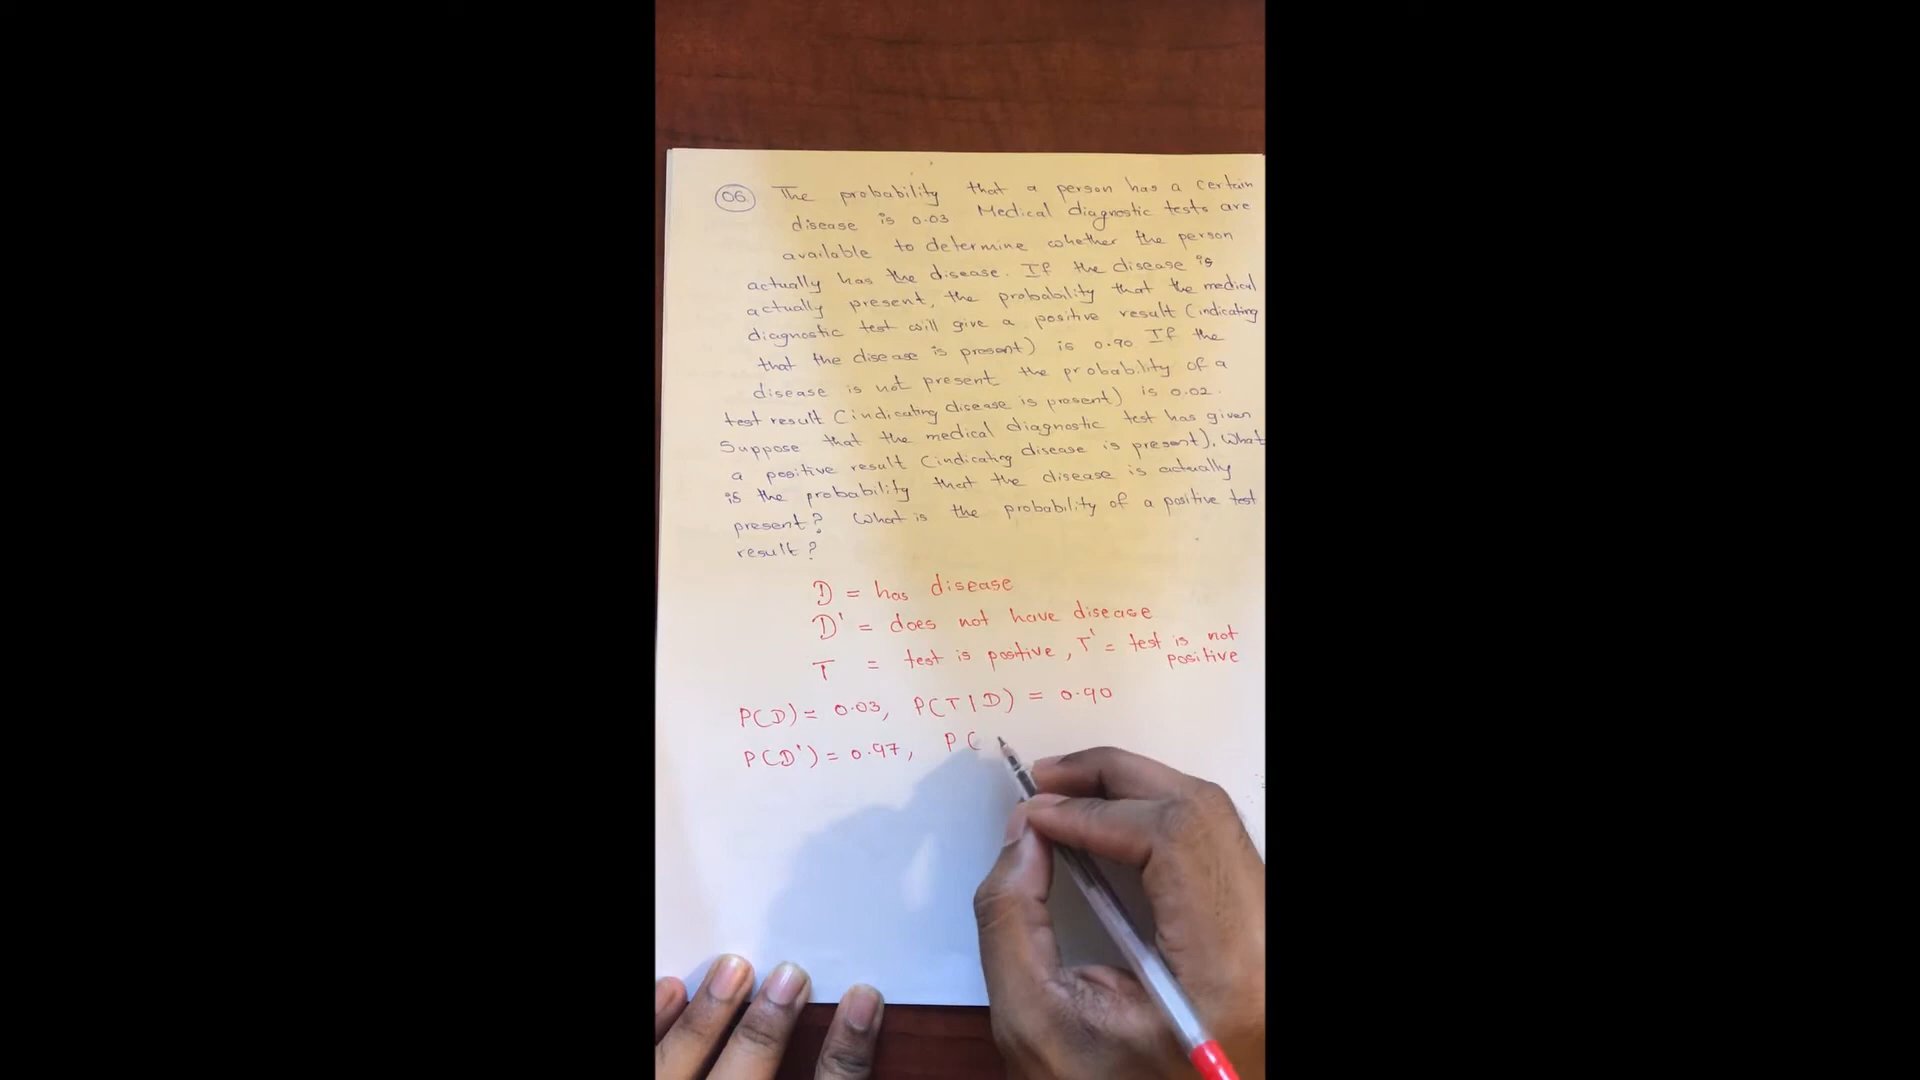 06. The probability that a person has a certain
disease is 0.03 Medical diagnostic tests are
available to determine whether the person
actually has the disease. If the disease is
actually present, the probability that the medical
diagnostic test will give a positive result (indicating
that the disease is present) is 0.90 If the
disease is not present the probability of a
test result (indicating disease is present) is 0.02.
Suppose that the medical diagnostic test has given
a positive result (indicating disease is present), What
is the probability that the disease is actually
present? What is the probability of a positive test
result?
D = has disease
D' = does not have disease
T = test is positive, T' = test is not
positive
P(D) = 0.03, P(T|D) = 0.90
P(D') = 0.97, P(